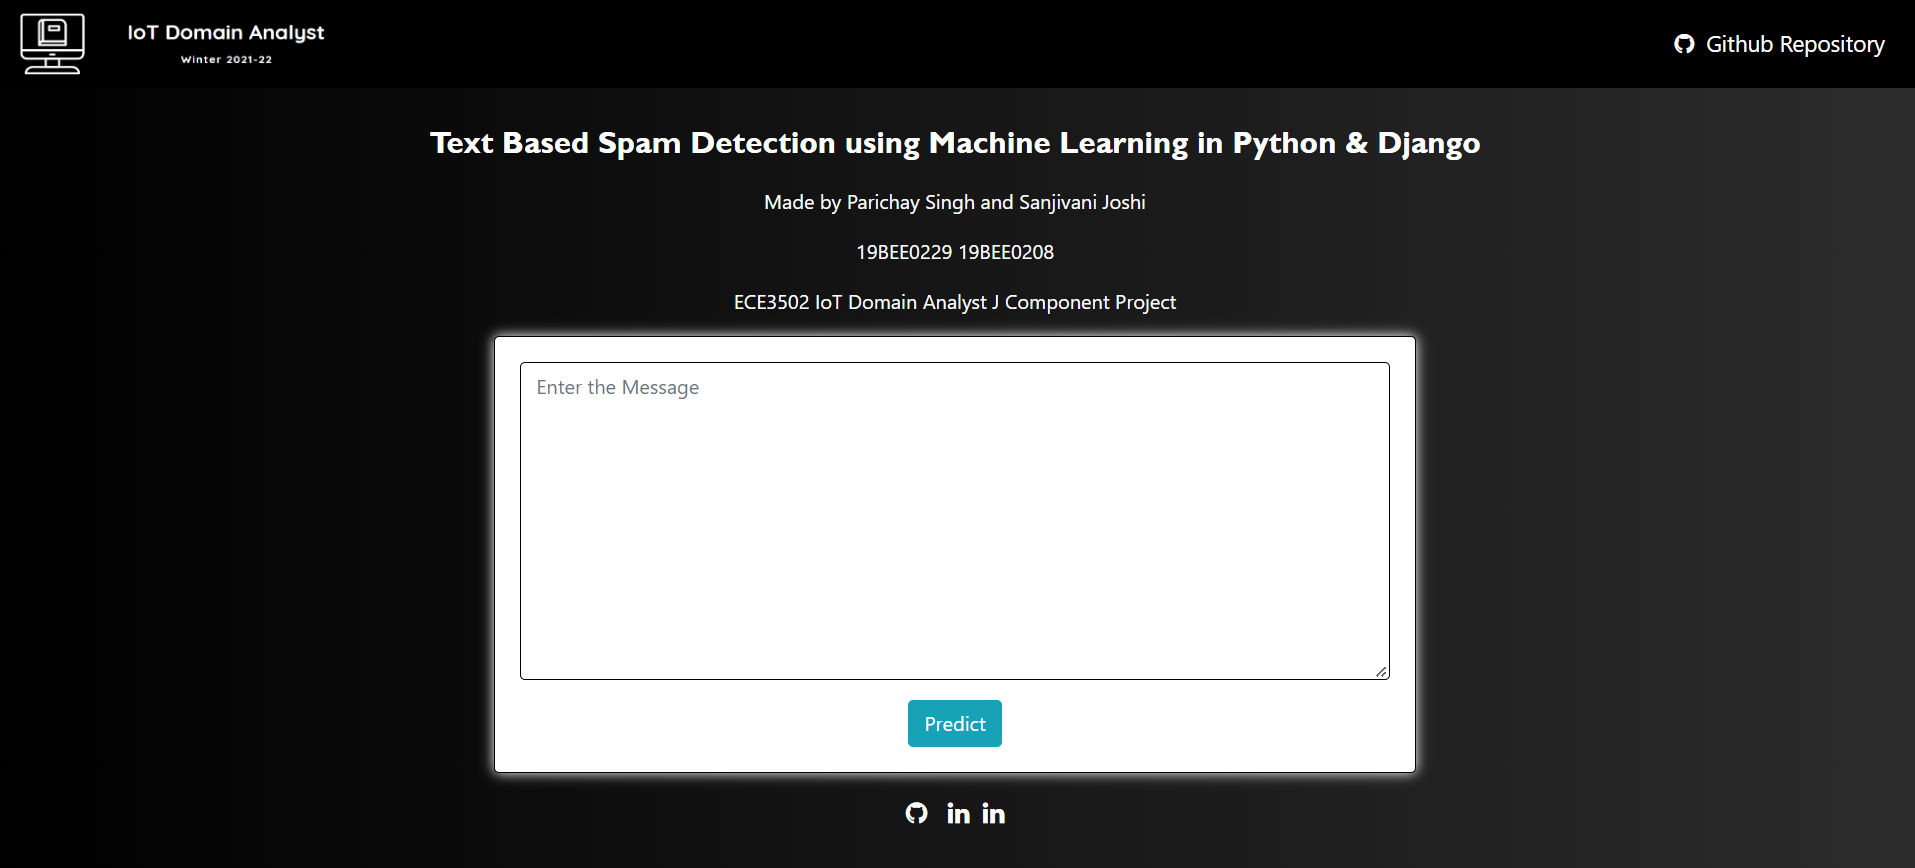 IoT Domain Analyst
Winter 2021-22
Github Repository
Text Based Spam Detection using Machine Learning in Python & Django
Made by Parichay Singh and Sanjivani Joshi
19BEE0229 19BEE0208
ECE3502 IoT Domain Analyst J Component Project
Enter the Message
Predict
in in